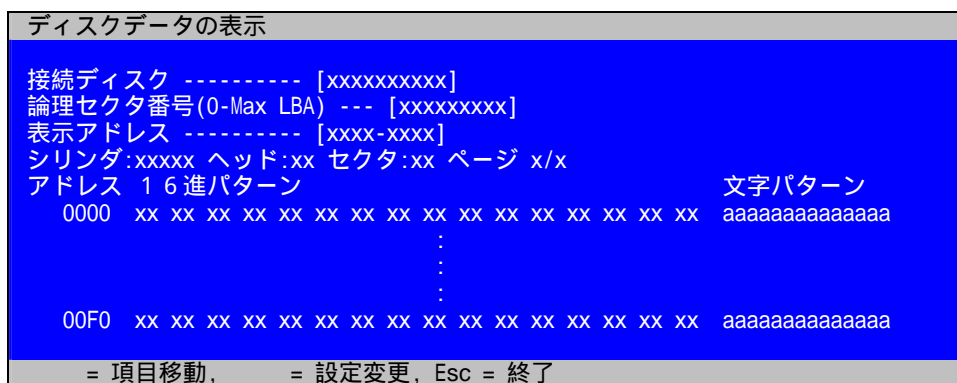 ディスクデータの表示
接続ディスク ---------- [xxxxxxxxxx]
論理セクタ番号(0-Max LBA) --- [xxxxxxxxx]
表示アドレス ---------- [xxxx-xxxx]
シリンダ:xxxxx ヘッド:xx セクタ:xx ページ x/x
アドレス １６進パターン 文字パターン
0000 xx xx xx xx xx xx xx xx xx xx xx xx xx xx xx xx aaaaaaaaaaaaaa
:
:
:
00F0 xx xx xx xx xx xx xx xx xx xx xx xx xx xx xx xx aaaaaaaaaaaaaa
= 項目移動, = 設定変更, Esc = 終了